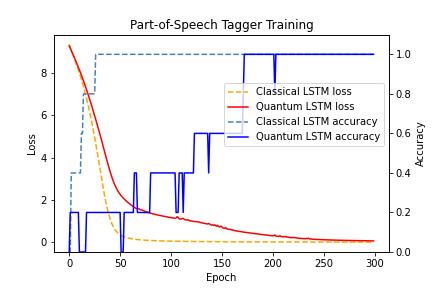 Part-of-Speech Tagger Training
8
6
4
2
0
Loss
1.0
0.8
0.6
0.4
0.2
0.0
Accuracy
Classical LSTM loss
Quantum LSTM loss
Classical LSTM accuracy
Quantum LSTM accuracy
0 50 100 150 200 250 300
Epoch